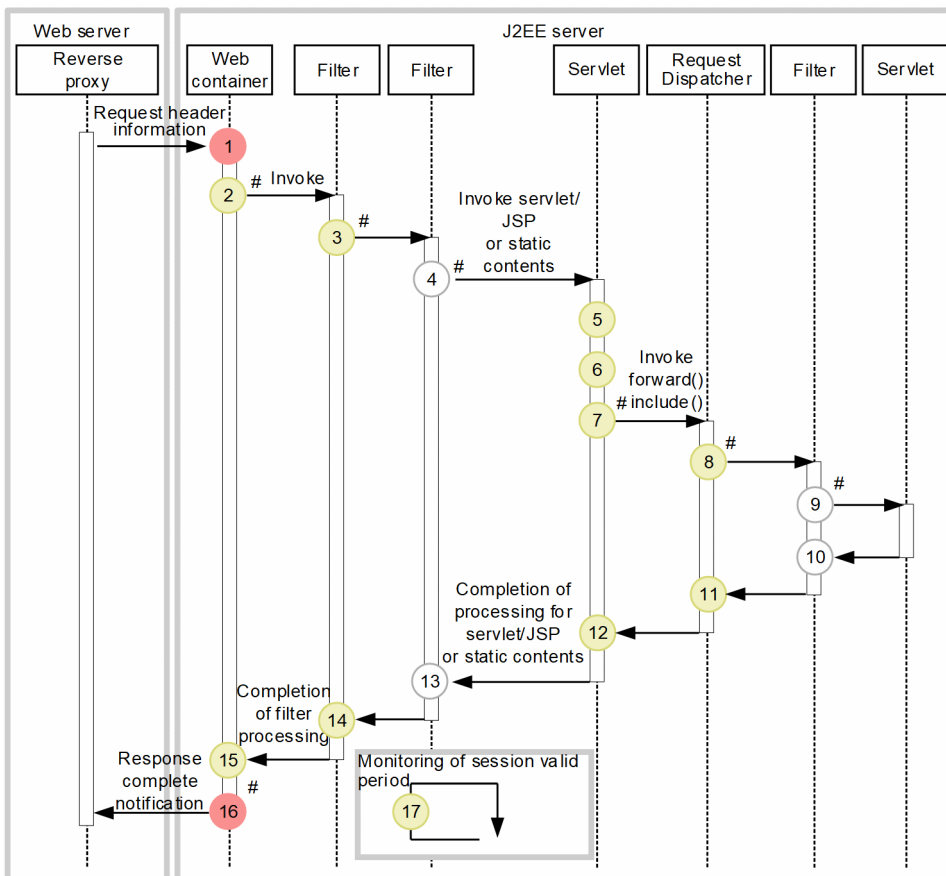 Web server
J2EE server
Reverse
proxy
Web
container
Filter
Filter
Servlet
Request
Dispatcher
Filter
Servlet
Request header
information
1
2
# Invoke
3
#
Invoke servlet/
JSP
or static
contents
4
#
5
6
Invoke
forward()
# include()
7
8
#
9
#
10
11
Completion of
processing for
servlet/JSP
or static contents
12
13
Completion
of filter
processing
14
15
Response
complete
notification
#
16
Monitoring of session valid
period
17